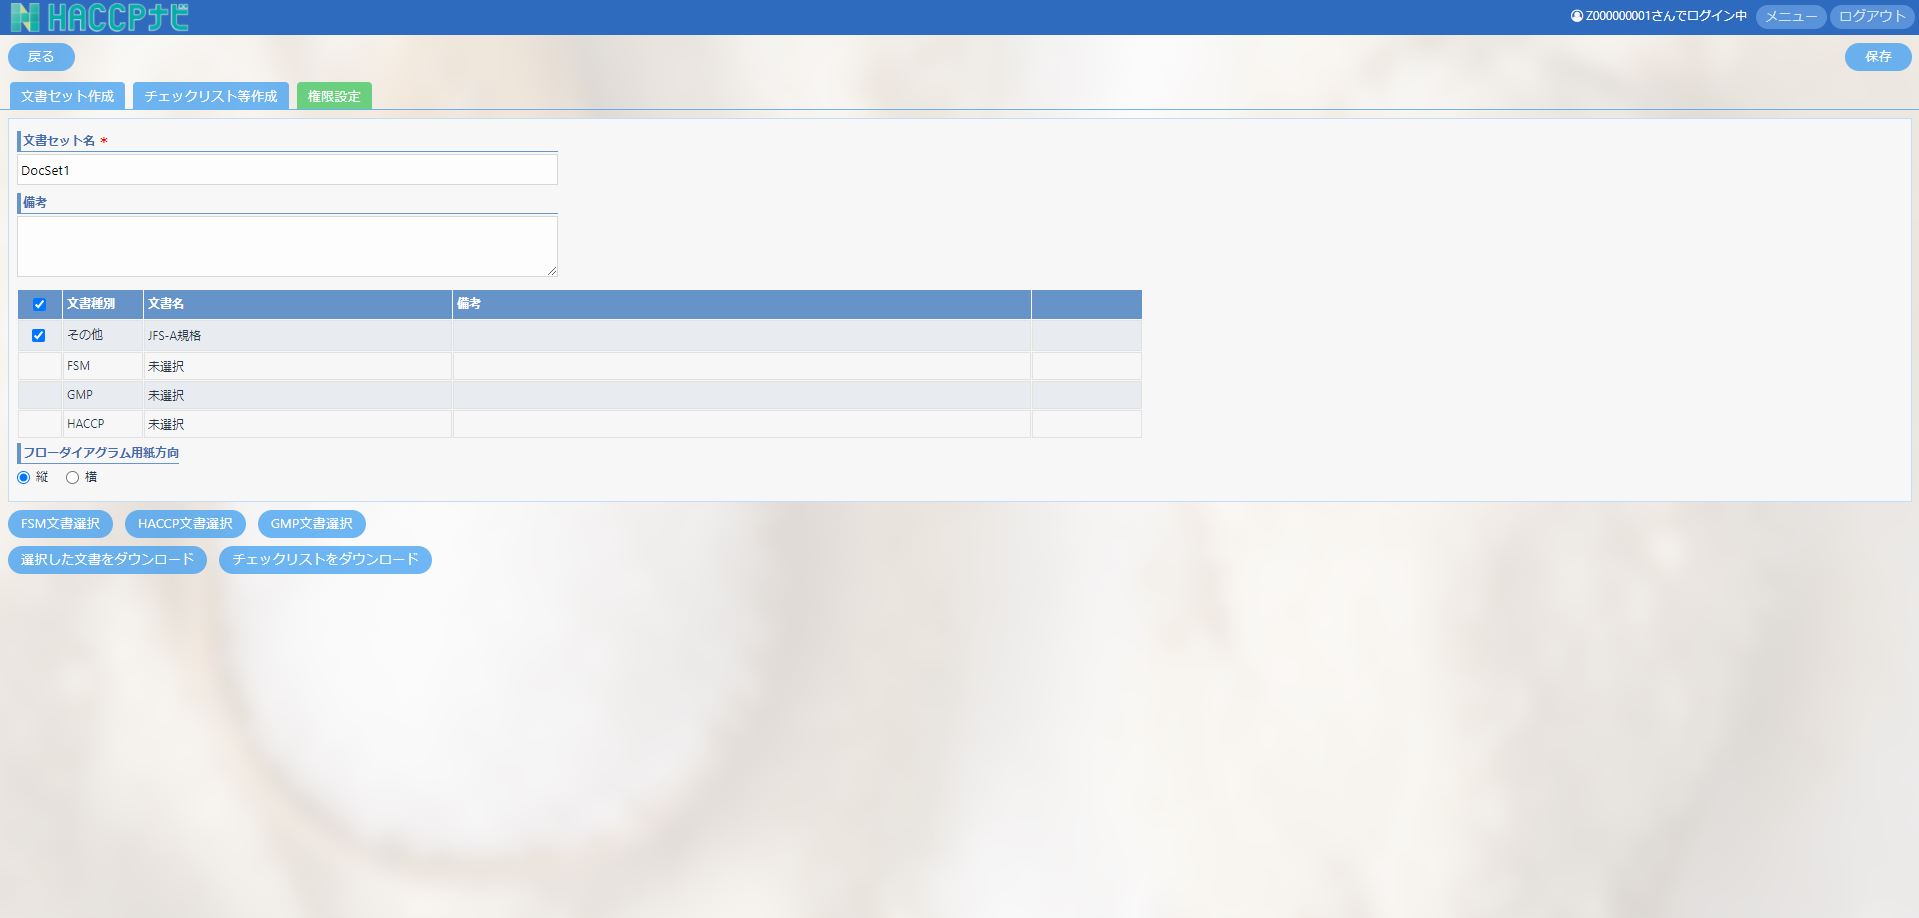 HACCPナビ
Z000000001さんでログイン中 メニュー ログアウト
戻る 保存
文書セット作成 チェックリスト等作成 権限設定
文書セット名 *
DocSet1
備考
文書種別 文書名 備考
その他 JFS-A規格
FSM 未選択
GMP 未選択
HACCP 未選択
フローダイアグラム用紙方向
縦 横
FSM文書選択 HACCP文書選択 GMP文書選択
選択した文書をダウンロード チェックリストをダウンロード